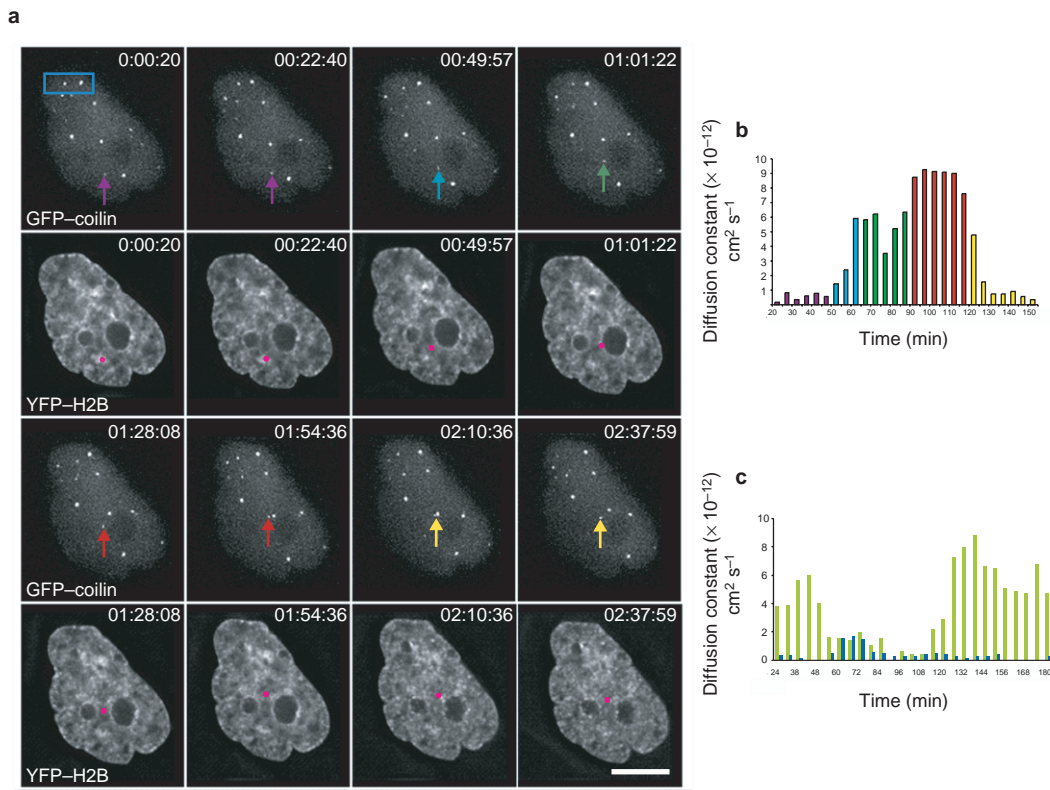 a
0:00:20 00:22:40 00:49:57 01:01:22
GFP–coilin
0:00:20 00:22:40 00:49:57 01:01:22
YFP–H2B
01:28:08 01:54:36 02:10:36 02:37:59
GFP–coilin
01:28:08 01:54:36 02:10:36 02:37:59
YFP–H2B
b
Diffusion constant (× 10⁻¹²)
cm² s⁻¹
10
9
8
7
6
5
4
3
2
1
20 30 40 50 60 70 80 90 100 110 120 130 140 150
Time (min)
c
Diffusion constant (× 10⁻¹²)
cm² s⁻¹
10
8
6
4
2
0
24 38 48 60 72 84 96 108 120 132 144 156 168 180
Time (min)